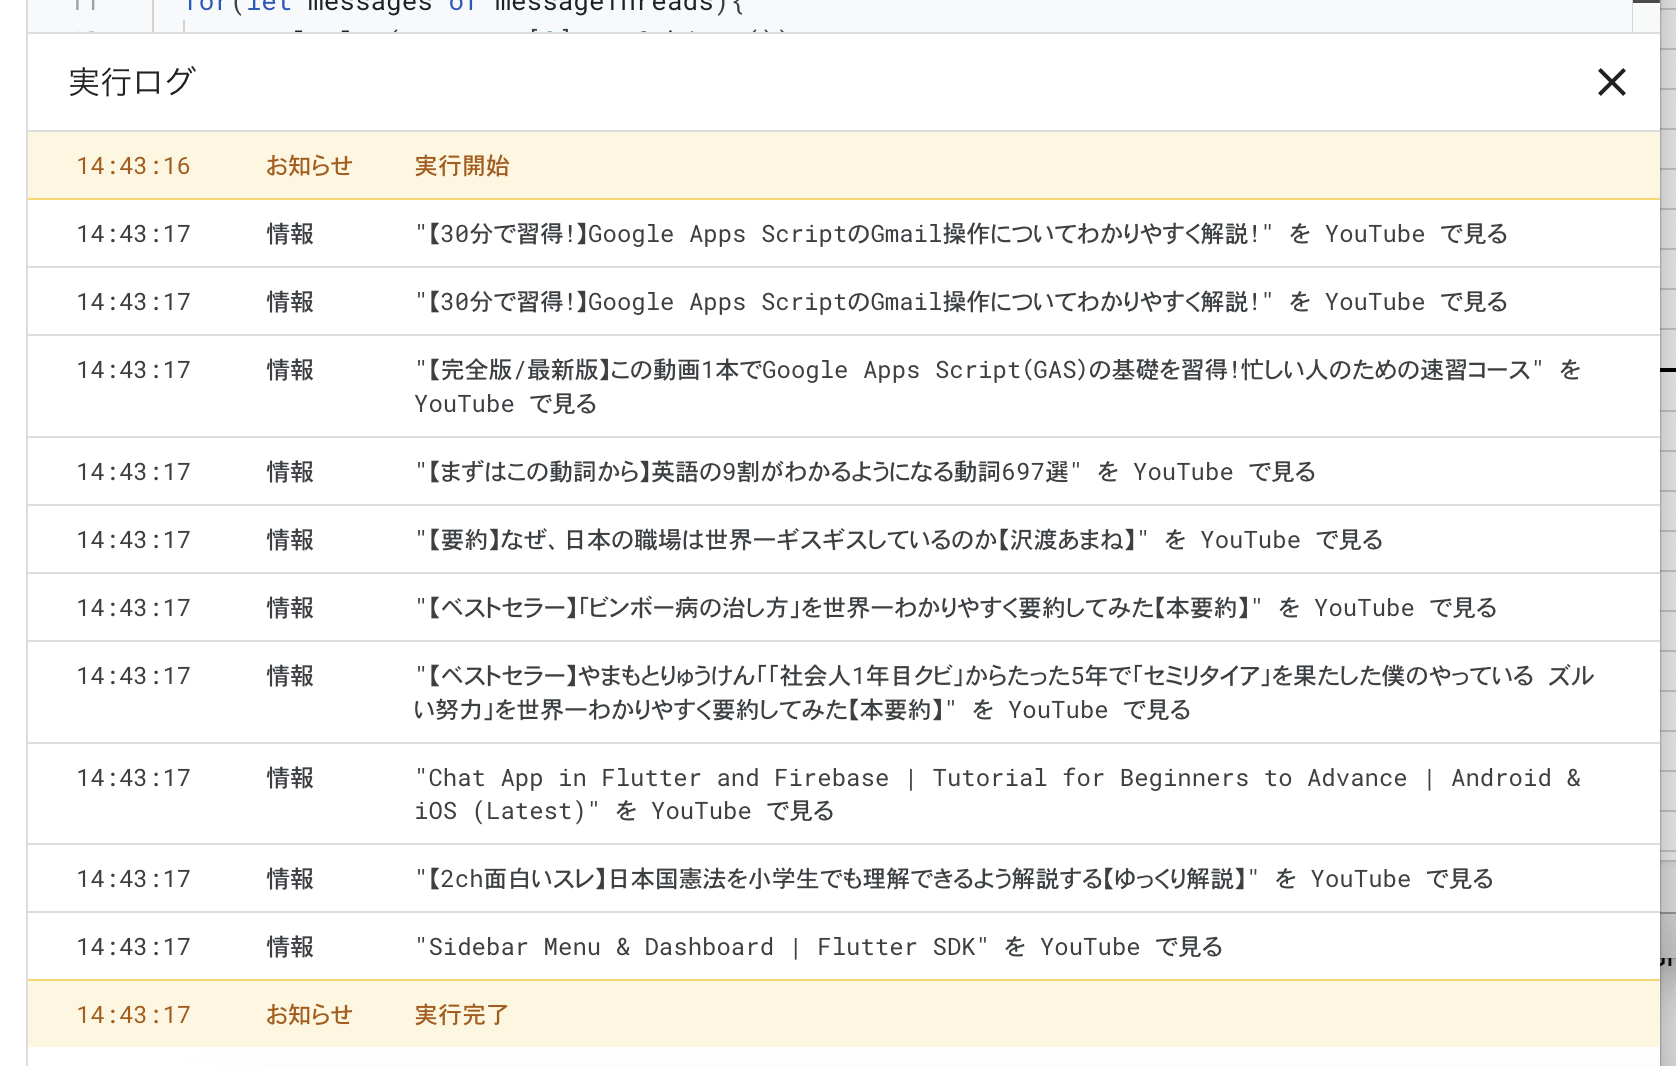 for(let messages of messageThreads){
実行ログ
14:43:16 お知らせ 実行開始
14:43:17 情報 "【30分で習得!】Google Apps ScriptのGmail操作についてわかりやすく解説!" を YouTube で見る
14:43:17 情報 "【30分で習得!】Google Apps ScriptのGmail操作についてわかりやすく解説!" を YouTube で見る
14:43:17 情報 "【完全版/最新版】この動画1本でGoogle Apps Script(GAS)の基礎を習得!忙しい人のための速習コース" を
YouTube で見る
14:43:17 情報 "【まずはこの動詞から】英語の9割がわかるようになる動詞697選" を YouTube で見る
14:43:17 情報 "【要約】なぜ、日本の職場は世界一ギスギスしているのか【沢渡あまね】" を YouTube で見る
14:43:17 情報 "【ベストセラー】「ビンボー病の治し方」を世界一わかりやすく要約してみた【本要約】" を YouTube で見る
14:43:17 情報 "【ベストセラー】やまもとりゅうけん「「社会人1年目クビ」からたった5年で「セミリタイア」を果たした僕のやっている ズル
い努力」を世界一わかりやすく要約してみた【本要約】" を YouTube で見る
14:43:17 情報 "Chat App in Flutter and Firebase | Tutorial for Beginners to Advance | Android &
iOS (Latest)" を YouTube で見る
14:43:17 情報 "【2ch面白いスレ】日本国憲法を小学生でも理解できるよう解説する【ゆっくり解説】" を YouTube で見る
14:43:17 情報 "Sidebar Menu & Dashboard | Flutter SDK" を YouTube で見る
14:43:17 お知らせ 実行完了